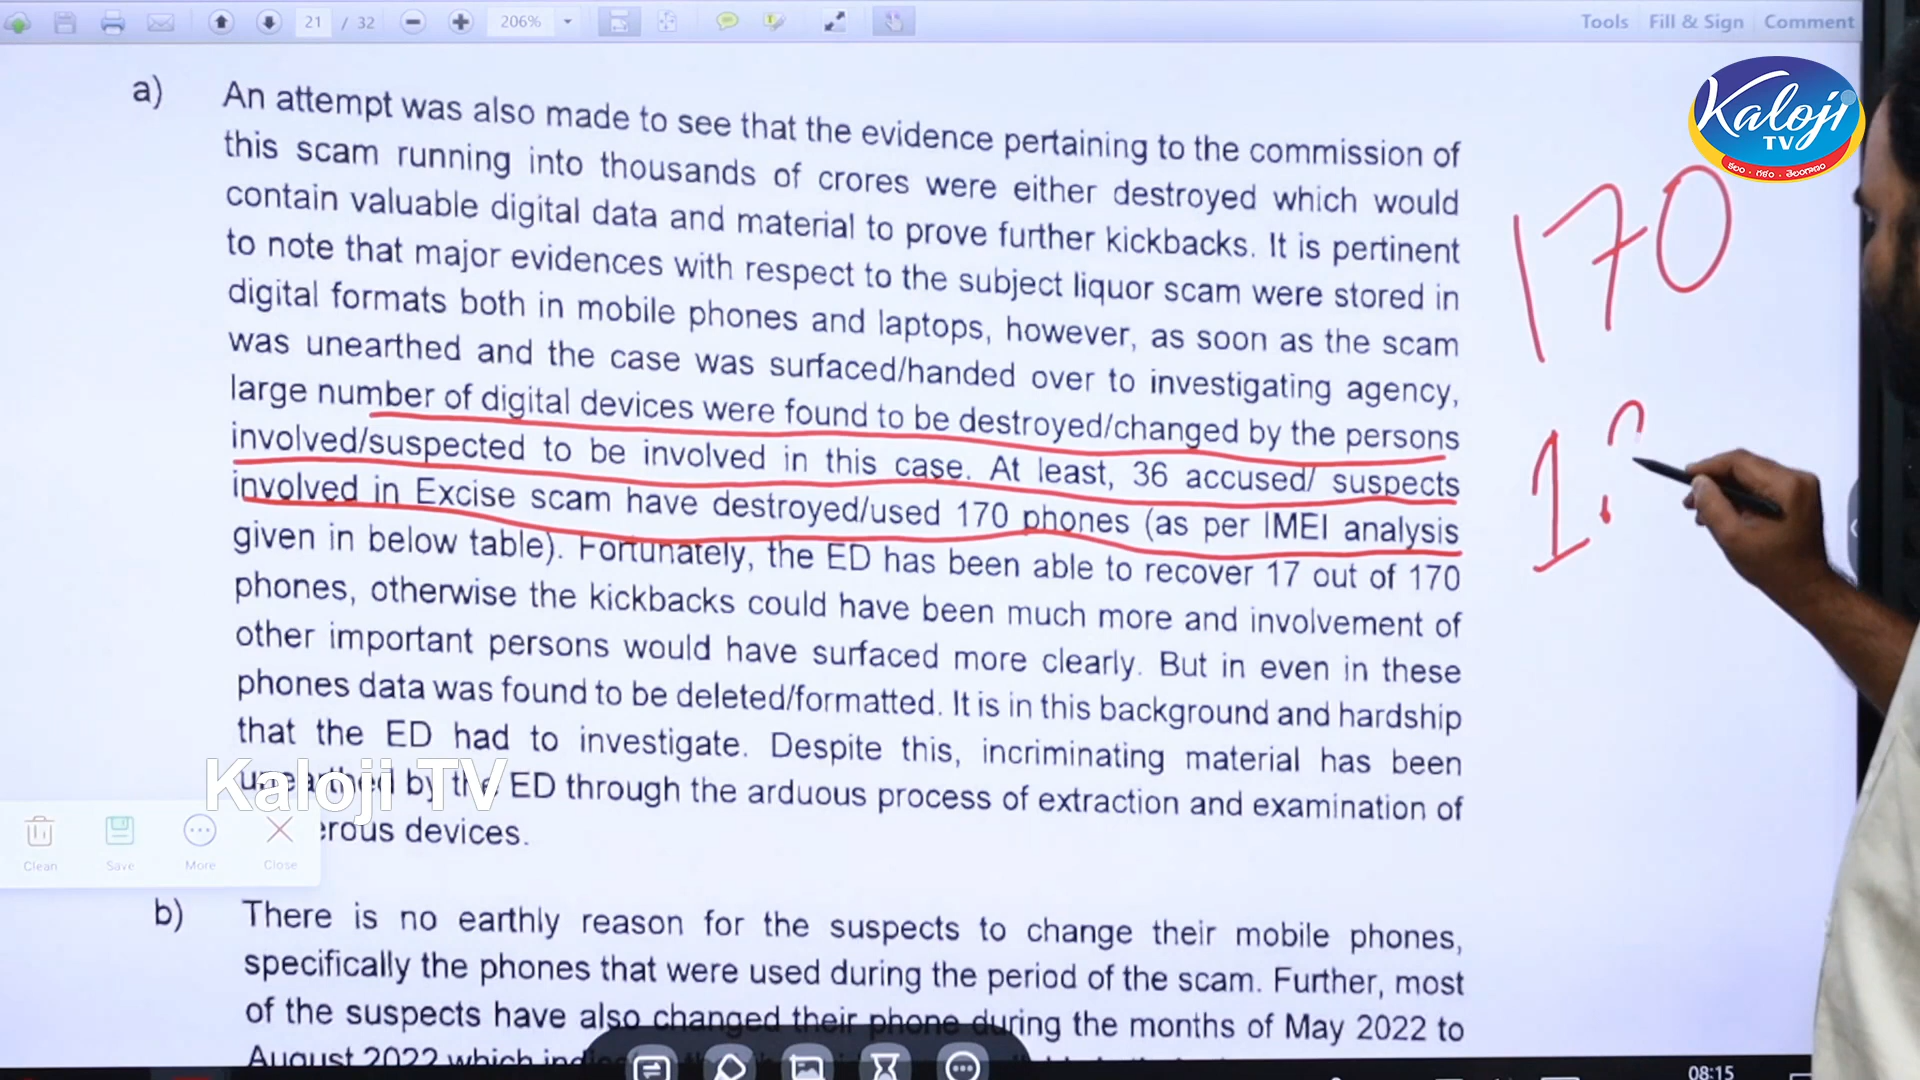 21 / 32
206%
Tools Fill & Sign Comment
Kaloji
TV
a) An attempt was also made to see that the evidence pertaining to the commission of
this scam running into thousands of crores were either destroyed which would
contain valuable digital data and material to prove further kickbacks. It is pertinent
to note that major evidences with respect to the subject liquor scam were stored in
digital formats both in mobile phones and laptops, however, as soon as the scam
was unearthed and the case was surfaced/handed over to investigating agency,
large number of digital devices were found to be destroyed/changed by the persons
involved/suspected to be involved in this case. At least, 36 accused/ suspects
involved in Excise scam have destroyed/used 170 phones (as per IMEI analysis
given in below table). Fortunately, the ED has been able to recover 17 out of 170
phones, otherwise the kickbacks could have been much more and involvement of
other important persons would have surfaced more clearly. But in even in these
phones data was found to be deleted/formatted. It is in this background and hardship
that the ED had to investigate. Despite this, incriminating material has been
unearthed by the ED through the arduous process of extraction and examination of
erous devices.
170
1.
Kaloji TV
Clean Save More Close
b) There is no earthly reason for the suspects to change their mobile phones,
specifically the phones that were used during the period of the scam. Further, most
of the suspects have also changed their phone during the months of May 2022 to
August 2022 which
08:15